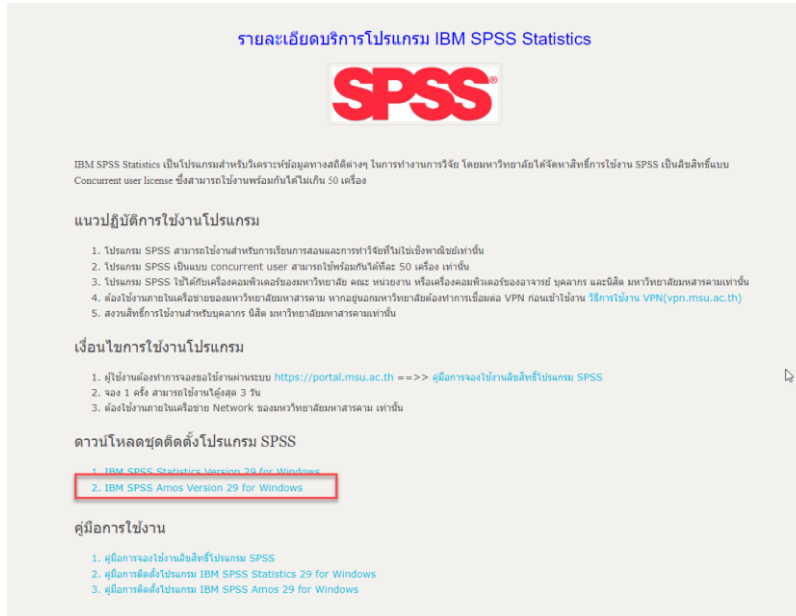 รายละเอียดบริการโปรแกรม IBM SPSS Statistics
SPSS®
IBM SPSS Statistics เป็นโปรแกรมสำหรับวิเคราะห์ข้อมูลทางสถิติต่างๆ ในการทำงานการวิจัย โดยมหาวิทยาลัยได้จัดหาสิทธิ์การใช้งาน SPSS เป็นลิขสิทธิ์แบบ
Concurrent user license ซึ่งสามารถใช้งานพร้อมกันได้ไม่เกิน 50 เครื่อง
แนวปฏิบัติการใช้งานโปรแกรม
1. โปรแกรม SPSS สามารถใช้งานสำหรับการเรียนการสอนและการทำวิจัยที่ไม่ใช่เชิงพาณิชย์เท่านั้น
2. โปรแกรม SPSS เป็นแบบ concurrent user สามารถใช้พร้อมกันได้ทีละ 50 เครื่อง เท่านั้น
3. โปรแกรม SPSS ใช้ได้กับเครื่องคอมพิวเตอร์ของมหาวิทยาลัย คณะ หน่วยงาน หรือเครื่องคอมพิวเตอร์ของอาจารย์ บุคลากร และนิสิต มหาวิทยาลัยมหาสารคามเท่านั้น
4. ต้องใช้งานภายในเครือข่ายของมหาวิทยาลัยมหาสารคาม หากอยู่นอกมหาวิทยาลัยต้องทำการเชื่อมต่อ VPN ก่อนเข้าใช้งาน วิธีการใช้งาน VPN(vpn.msu.ac.th)
5. สงวนสิทธิ์การใช้งานสำหรับบุคลากร นิสิต มหาวิทยาลัยมหาสารคามเท่านั้น
เงื่อนไขการใช้งานโปรแกรม
1. ผู้ใช้งานต้องทำการจองขอใช้งานผ่านระบบ https://portal.msu.ac.th ==>> คู่มือการจองใช้งานลิขสิทธิ์โปรแกรม SPSS
2. จอง 1 ครั้ง สามารถใช้งานได้สูงสุด 3 วัน
3. ต้องใช้งานภายในเครือข่าย Network ของมหาวิทยาลัยมหาสารคาม เท่านั้น
ดาวน์โหลดชุดติดตั้งโปรแกรม SPSS
1. IBM SPSS Statistics Version 29 for Windows
2. IBM SPSS Amos Version 29 for Windows
คู่มือการใช้งาน
1. คู่มือการจองใช้งานลิขสิทธิ์โปรแกรม SPSS
2. คู่มือการติดตั้งโปรแกรม IBM SPSS Statistics 29 for Windows
3. คู่มือการติดตั้งโปรแกรม IBM SPSS Amos 29 for Windows